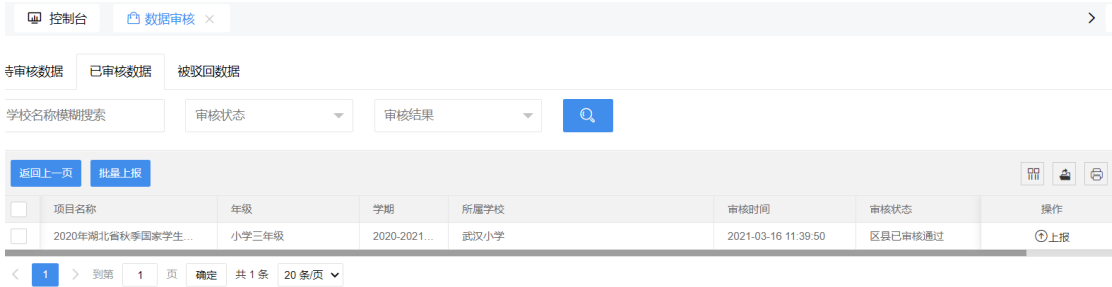 控制台 数据审核
待审核数据 已审核数据 被驳回数据
学校名称模糊搜索 审核状态 审核结果
返回上一页 批量上报
项目名称 年级 学期 所属学校 审核时间 审核状态 操作
2020年湖北省秋季国家学生... 小学三年级 2020-2021... 武汉小学 2021-03-16 11:39:50 区县已审核通过 上报
1 到第 1 页 确定 共 1 条 20 条/页